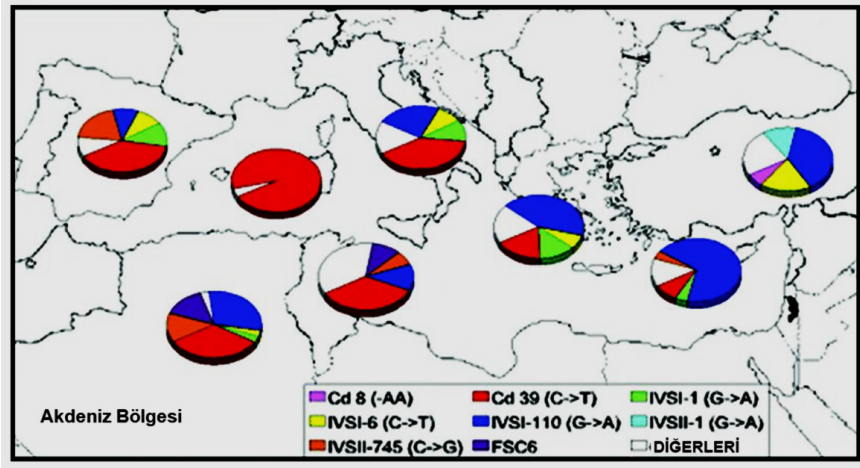 Cd 8 (-AA) Cd 39 (C->T) IVSI-1 (G->A)
IVSI-6 (C->T) IVSI-110 (G->A) IVSII-1 (G->A)
IVSII-745 (C->G) FSC6 DİĞERLERİ
Akdeniz Bölgesi